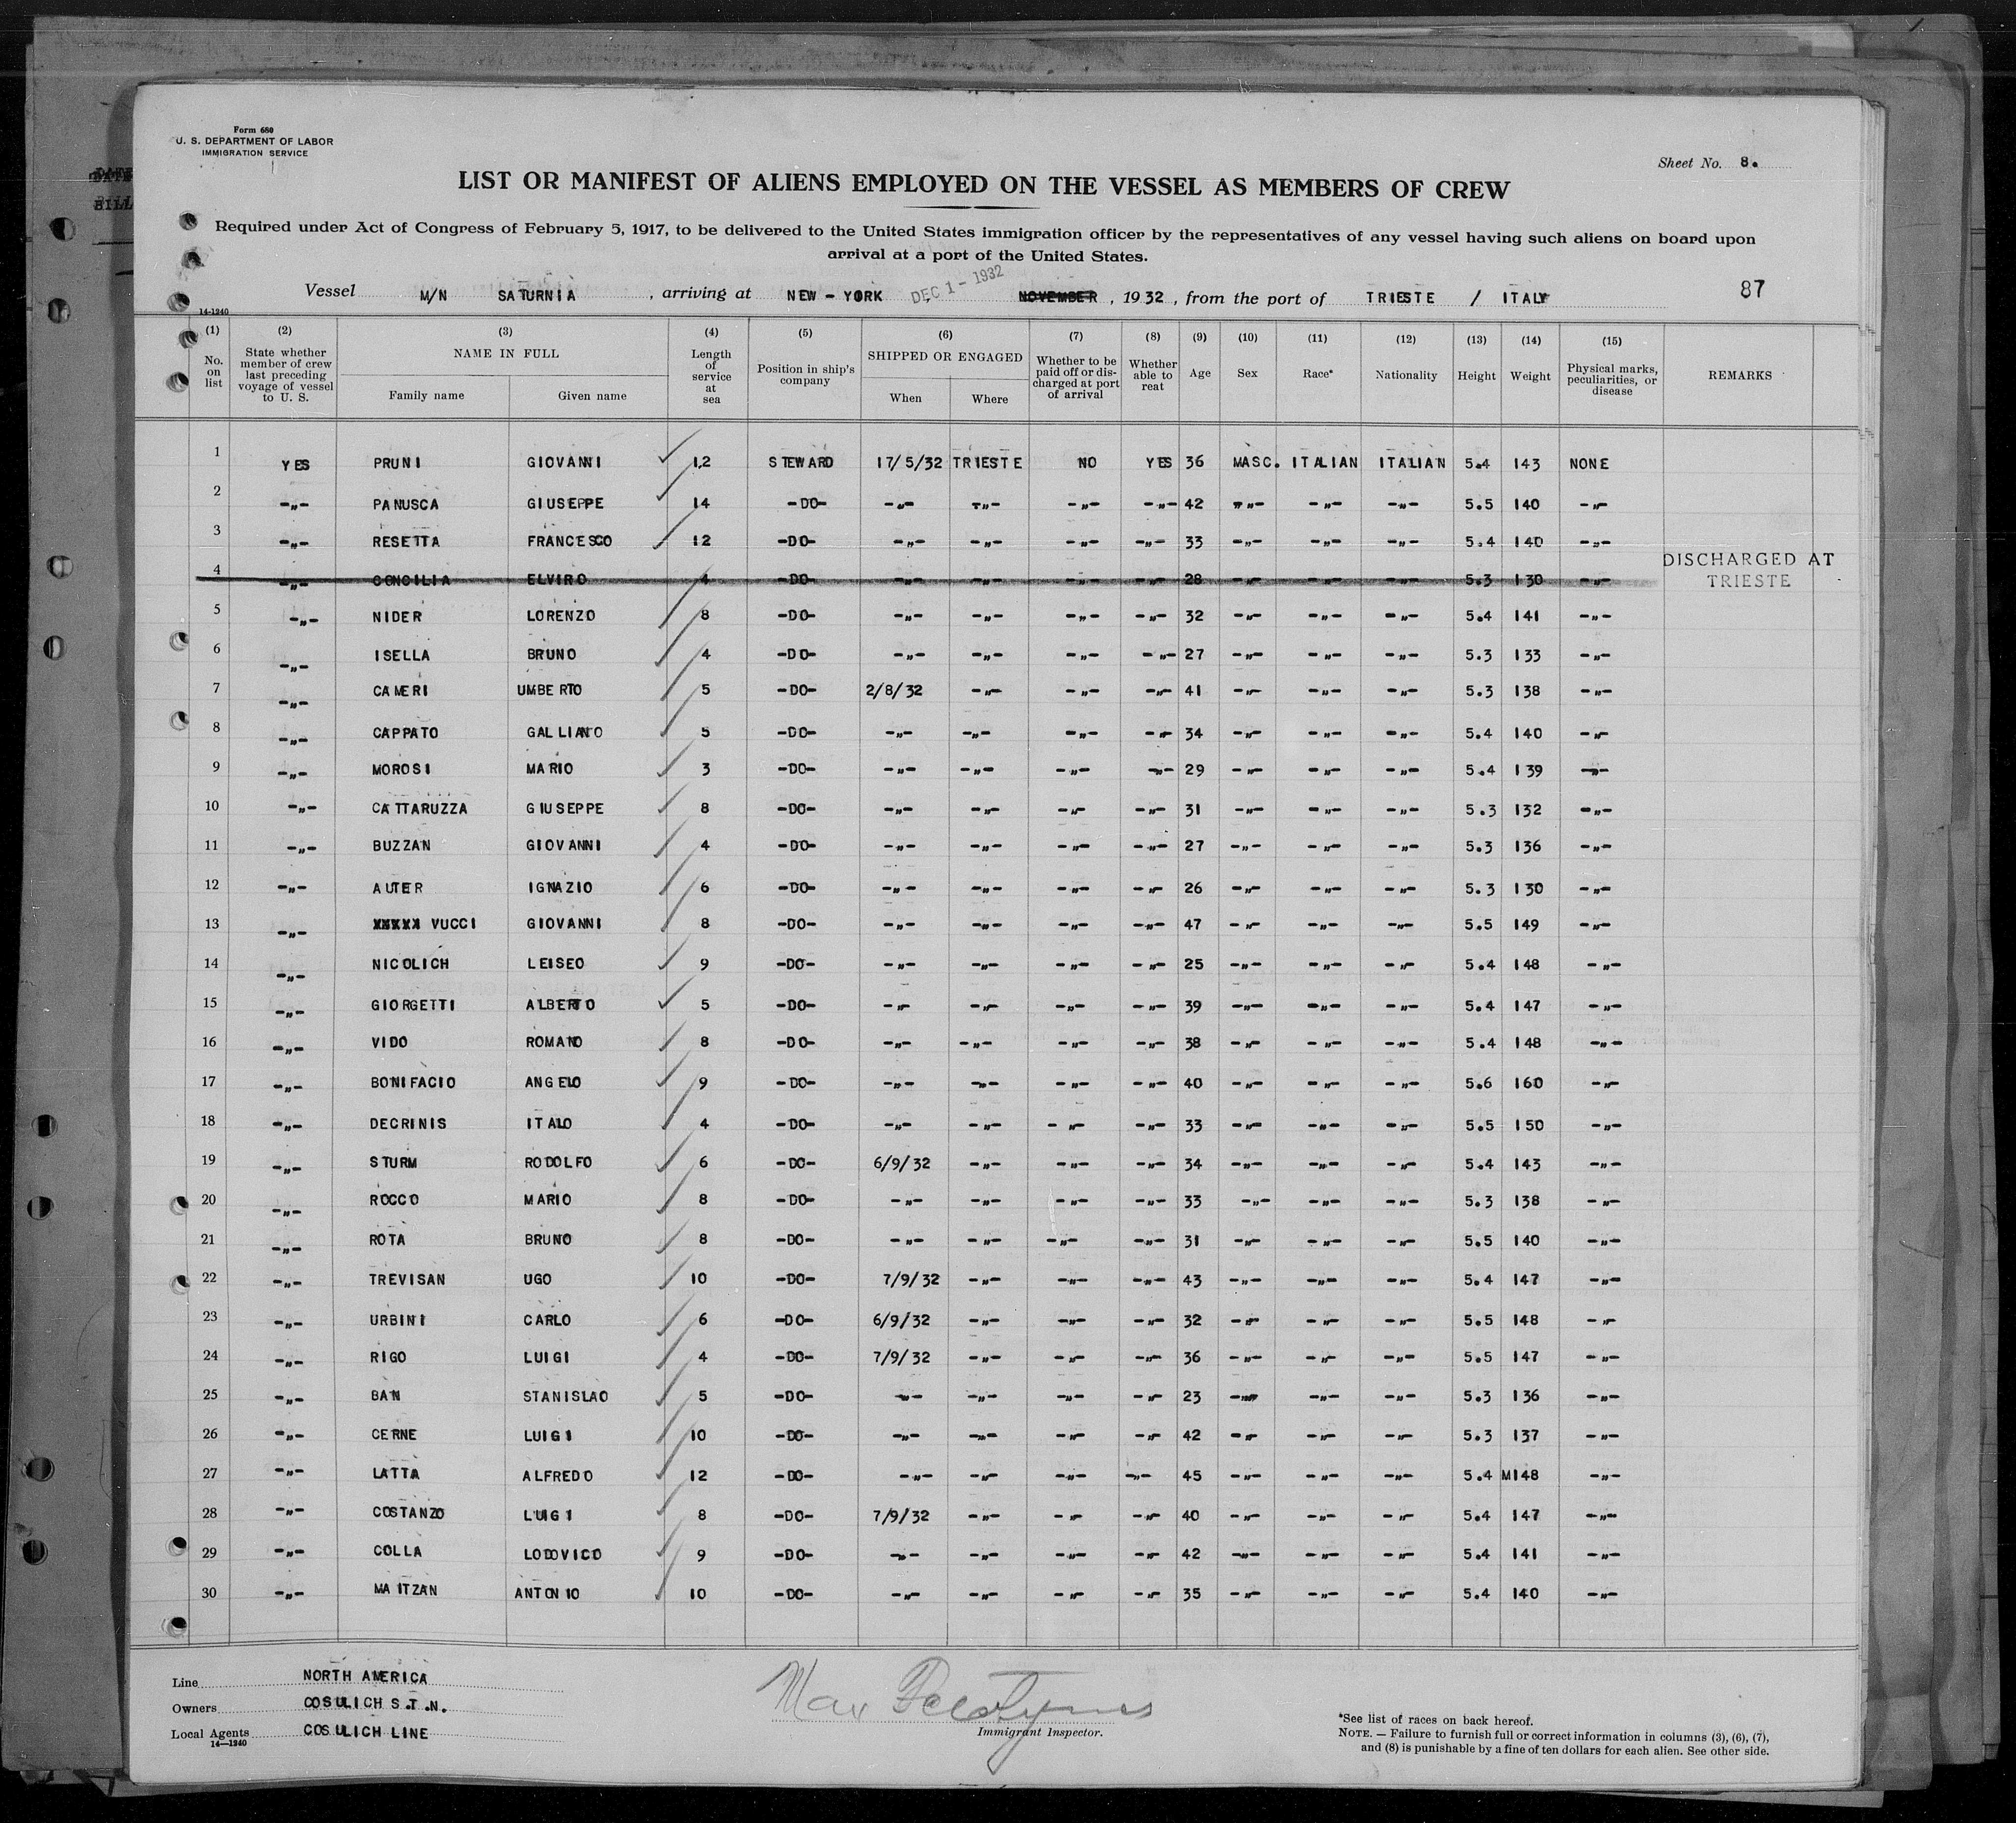 Form 680
U. S. DEPARTMENT OF LABOR
IMMIGRATION SERVICE
Sheet No. 8.
LIST OR MANIFEST OF ALIENS EMPLOYED ON THE VESSEL AS MEMBERS OF CREW
Required under Act of Congress of February 5, 1917, to be delivered to the United States immigration officer by the representatives of any vessel having such aliens on board upon
arrival at a port of the United States.
Vessel M/N SATURNIA , arriving at NEW-YORK DEC 1 - 1932 NOVEMBER , 1932 , from the port of TRIESTE / ITALY 87
14-1240
(1) No. on list (2) State whether member of crew last preceding voyage of vessel to U. S. (3) NAME IN FULL Family name Given name (4) Length of service at sea (5) Position in ship's company (6) SHIPPED OR ENGAGED When Where (7) Whether to be paid off or discharged at port of arrival (8) Whether able to reat (9) Age (10) Sex (11) Race* (12) Nationality (13) Height (14) Weight (15) Physical marks, peculiarities, or disease REMARKS
1 YES PRUNI GIOVANNI 12 STEWARD 17/5/32 TRIESTE NO YES 36 MASC. ITALIAN ITALIAN 5.4 143 NONE
2 -"- PANUSCA GIUSEPPE 14 -DO- -"- -"- -"- -"- 42 -"- -"- -"- 5.5 140 -"-
3 -"- RESETTA FRANCESCO 12 -DO- -"- -"- -"- -"- 33 -"- -"- -"- 5.4 140 -"-
4 -"- CONCILIA ELVIRO 4 -DO- -"- -"- -"- -"- 28 -"- -"- -"- 5.3 130 -"- DISCHARGED AT TRIESTE
5 -"- NIDER LORENZO 8 -DO- -"- -"- -"- -"- 32 -"- -"- -"- 5.4 141 -"-
6 -"- ISELLA BRUNO 4 -DO- -"- -"- -"- -"- 27 -"- -"- -"- 5.3 133 -"-
7 -"- CAMERI UMBERTO 5 -DO- 2/8/32 -"- -"- -"- 41 -"- -"- -"- 5.3 138 -"-
8 -"- CAPPATO GALLIANO 5 -DO- -"- -"- -"- -"- 34 -"- -"- -"- 5.4 140 -"-
9 -"- MOROSI MARIO 3 -DO- -"- -"- -"- -"- 29 -"- -"- -"- 5.4 139 -"-
10 -"- CATTARUZZA GIUSEPPE 8 -DO- -"- -"- -"- -"- 31 -"- -"- -"- 5.3 132 -"-
11 -"- BUZZAN GIOVANNI 4 -DO- -"- -"- -"- -"- 27 -"- -"- -"- 5.3 136 -"-
12 -"- AUTER IGNAZIO 6 -DO- -"- -"- -"- -"- 26 -"- -"- -"- 5.3 130 -"-
13 -"- XXXXX VUCCI GIOVANNI 8 -DO- -"- -"- -"- -"- 47 -"- -"- -"- 5.5 149 -"-
14 -"- NICOLICH LEISEO 9 -DO- -"- -"- -"- -"- 25 -"- -"- -"- 5.4 148 -"-
15 -"- GIORGETTI ALBERTO 5 -DO- -"- -"- -"- -"- 39 -"- -"- -"- 5.4 147 -"-
16 -"- VIDO ROMANO 8 -DO- -"- -"- -"- -"- 38 -"- -"- -"- 5.4 148 -"-
17 -"- BONIFACIO ANGELO 9 -DO- -"- -"- -"- -"- 40 -"- -"- -"- 5.6 160 -"-
18 -"- DECRINIS ITALO 4 -DO- -"- -"- -"- -"- 33 -"- -"- -"- 5.5 150 -"-
19 -"- STURM RODOLFO 6 -DO- 6/9/32 -"- -"- -"- 34 -"- -"- -"- 5.4 143 -"-
20 -"- ROCCO MARIO 8 -DO- -"- -"- -"- -"- 33 -"- -"- -"- 5.3 138 -"-
21 -"- ROTA BRUNO 8 -DO- -"- -"- -"- -"- 31 -"- -"- -"- 5.5 140 -"-
22 -"- TREVISAN UGO 10 -DO- 7/9/32 -"- -"- -"- 43 -"- -"- -"- 5.4 147 -"-
23 -"- URBINI CARLO 6 -DO- 6/9/32 -"- -"- -"- 32 -"- -"- -"- 5.5 148 -"-
24 -"- RIGO LUIGI 4 -DO- 7/9/32 -"- -"- -"- 36 -"- -"- -"- 5.5 147 -"-
25 -"- BAN STANISLAO 5 -DO- -"- -"- -"- -"- 23 -"- -"- -"- 5.3 136 -"-
26 -"- CERNE LUIGI 10 -DO- -"- -"- -"- -"- 42 -"- -"- -"- 5.3 137 -"-
27 -"- LATTA ALFREDO 12 -DO- -"- -"- -"- -"- 45 -"- -"- -"- 5.4 M148 -"-
28 -"- COSTANZO LUIGI 8 -DO- 7/9/32 -"- -"- -"- 40 -"- -"- -"- 5.4 147 -"-
29 -"- COLLA LODOVICO 9 -DO- -"- -"- -"- -"- 42 -"- -"- -"- 5.4 141 -"-
30 -"- MAITZAN ANTONIO 10 -DO- -"- -"- -"- -"- 35 -"- -"- -"- 5.4 140 -"-
Line NORTH AMERICA
Owners COSULICH S.T.N.
Local Agents COSULICH LINE
14-1240
Max
Immigrant Inspector.
*See list of races on back hereof.
NOTE. — Failure to furnish full or correct information in columns (3), (6), (7),
and (8) is punishable by a fine of ten dollars for each alien. See other side.